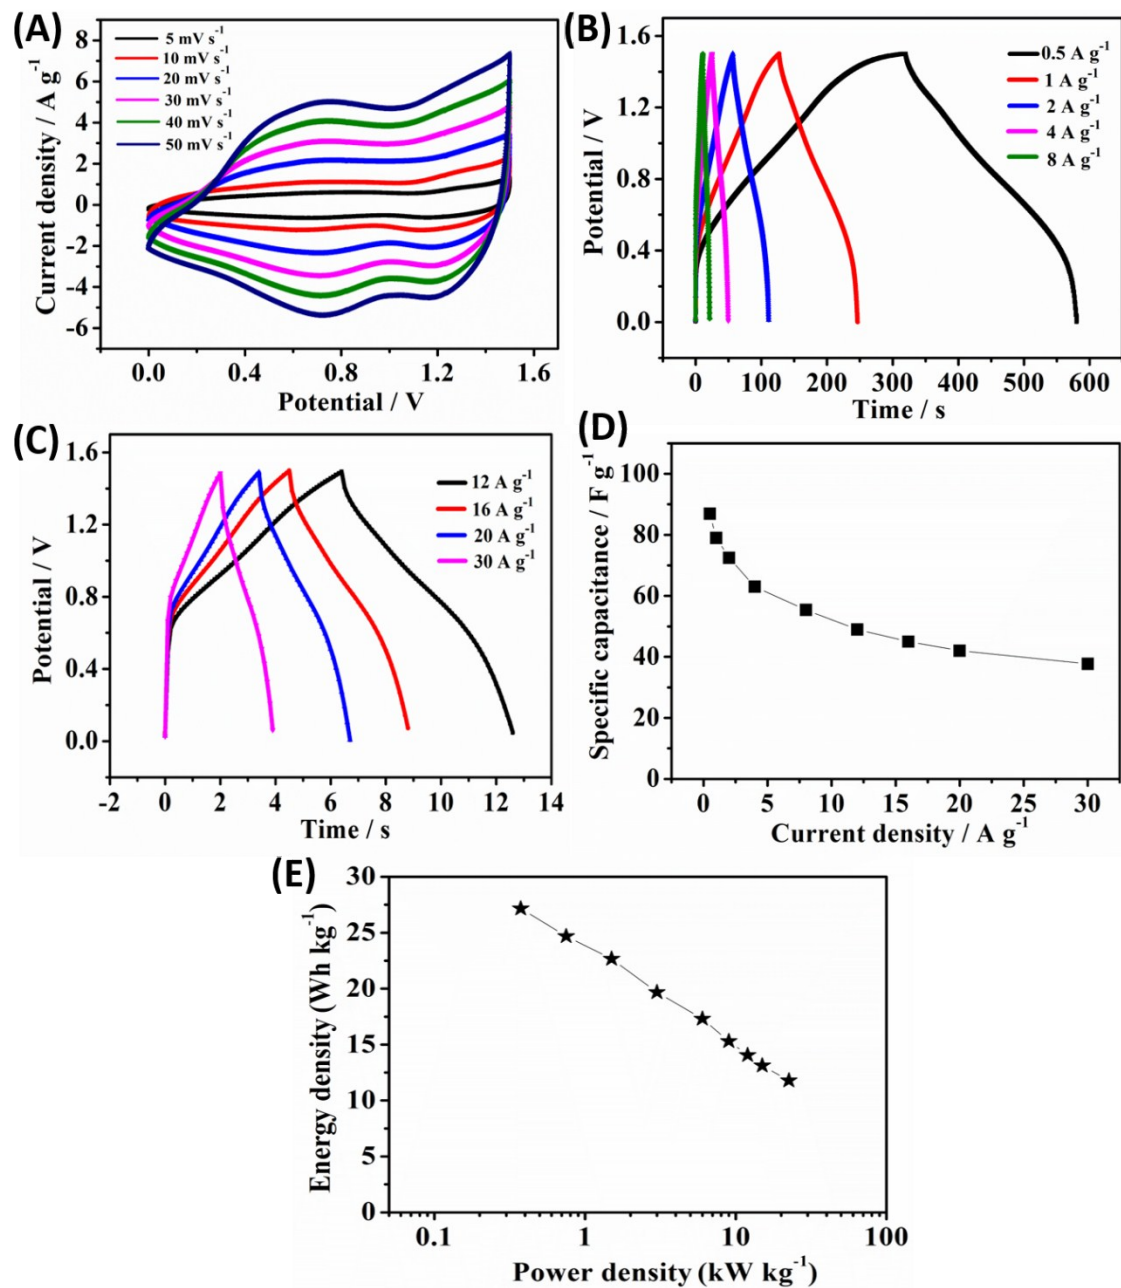 (A)
5 mV s⁻¹
10 mV s⁻¹
20 mV s⁻¹
30 mV s⁻¹
40 mV s⁻¹
50 mV s⁻¹
Current density / A g⁻¹
8
6
4
2
0
-2
-4
-6
0.0 0.4 0.8 1.2 1.6
Potential / V
(B)
0.5 A g⁻¹
1 A g⁻¹
2 A g⁻¹
4 A g⁻¹
8 A g⁻¹
Potential / V
1.6
1.2
0.8
0.4
0.0
0 100 200 300 400 500 600
Time / s
(C)
12 A g⁻¹
16 A g⁻¹
20 A g⁻¹
30 A g⁻¹
Potential / V
1.6
1.2
0.8
0.4
0.0
-2 0 2 4 6 8 10 12 14
Time / s
(D)
Specific capacitance / F g⁻¹
100
80
60
40
20
0
0 5 10 15 20 25 30
Current density / A g⁻¹
(E)
Energy density (Wh kg⁻¹)
30
25
20
15
10
5
0
0.1 1 10 100
Power density (kW kg⁻¹)